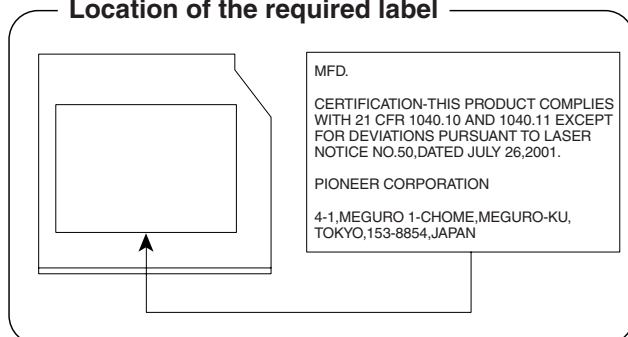 Location of the required label
MFD.
CERTIFICATION-THIS PRODUCT COMPLIES
WITH 21 CFR 1040.10 AND 1040.11 EXCEPT
FOR DEVIATIONS PURSUANT TO LASER
NOTICE NO.50,DATED JULY 26,2001.
PIONEER CORPORATION
4-1,MEGURO 1-CHOME,MEGURO-KU,
TOKYO,153-8854,JAPAN